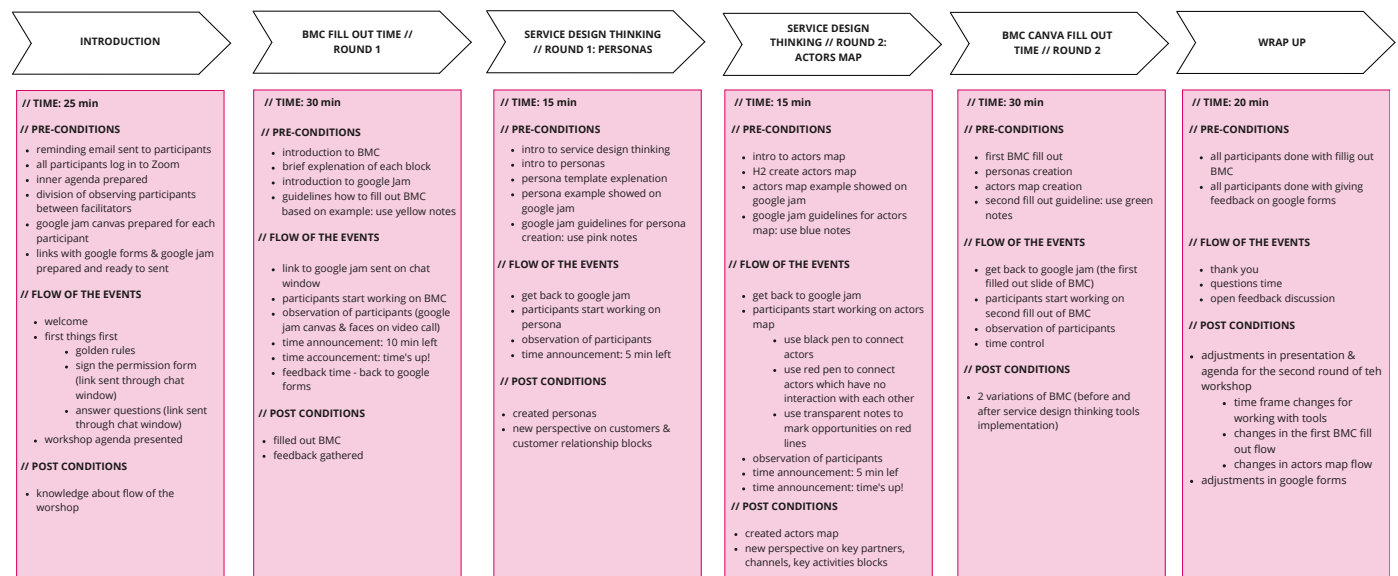 INTRODUCTION
BMC FILL OUT TIME //
ROUND 1
SERVICE DESIGN THINKING
// ROUND 1: PERSONAS
SERVICE DESIGN
THINKING // ROUND 2:
ACTORS MAP
BMC CANVA FILL OUT
TIME // ROUND 2
WRAP UP
// TIME: 25 min
// PRE-CONDITIONS
reminding email sent to participants
all participants log in to Zoom
inner agenda prepared
division of observing participants
between facilitators
google jam canvas prepared for each
participant
links with google forms & google jam
prepared and ready to sent
// FLOW OF THE EVENTS
welcome
first things first
golden rules
sign the permission form
(link sent through chat
window)
answer questions (link sent
through chat window)
workshop agenda presented
// POST CONDITIONS
knowledge about flow of the
worshop
// TIME: 30 min
// PRE-CONDITIONS
introduction to BMC
brief explenation of each block
introduction to google Jam
guidelines how to fill out BMC
based on example: use yellow notes
// FLOW OF THE EVENTS
link to google jam sent on chat
window
participants start working on BMC
observation of participants (google
jam canvas & faces on video call)
time announcement: 10 min left
time accouncement: time's up!
feedback time - back to google
forms
// POST CONDITIONS
filled out BMC
feedback gathered
// TIME: 15 min
// PRE-CONDITIONS
intro to service design thinking
intro to personas
persona template explenation
persona example showed on
google jam
google jam guidelines for persona
creation: use pink notes
// FLOW OF THE EVENTS
get back to google jam
participants start working on
persona
observation of participants
time announcement: 5 min left
// POST CONDITIONS
created personas
new perspective on customers &
customer relationship blocks
// TIME: 15 min
// PRE-CONDITIONS
intro to actors map
H2 create actors map
actors map example showed on
google jam
google jam guidelines for actors
map: use blue notes
// FLOW OF THE EVENTS
get back to google jam
participants start working on actors
map
use black pen to connect
actors
use red pen to connect
actors which have no
interaction with each other
use transparent notes to
mark opportunities on red
lines
observation of participants
time announcement: 5 min lef
time announcement: time's up!
// POST CONDITIONS
created actors map
new perspective on key partners,
channels, key activities blocks
// TIME: 30 min
// PRE-CONDITIONS
first BMC fill out
personas creation
actors map creation
second fill out guideline: use green
notes
// FLOW OF THE EVENTS
get back to google jam (the first
filled out slide of BMC)
participants start working on
second fill out of BMC
observation of participants
time control
// POST CONDITIONS
2 variations of BMC (before and
after service design thinking tools
implementation)
// TIME: 20 min
// PRE-CONDITIONS
all participants done with fillig out
BMC
all participants done with giving
feedback on google forms
// FLOW OF THE EVENTS
thank you
questions time
open feedback discussion
// POST CONDITIONS
adjustments in presentation &
agenda for the second round of teh
workshop
time frame changes for
working with tools
changes in the first BMC fill
out flow
changes in actors map flow
adjustments in google forms